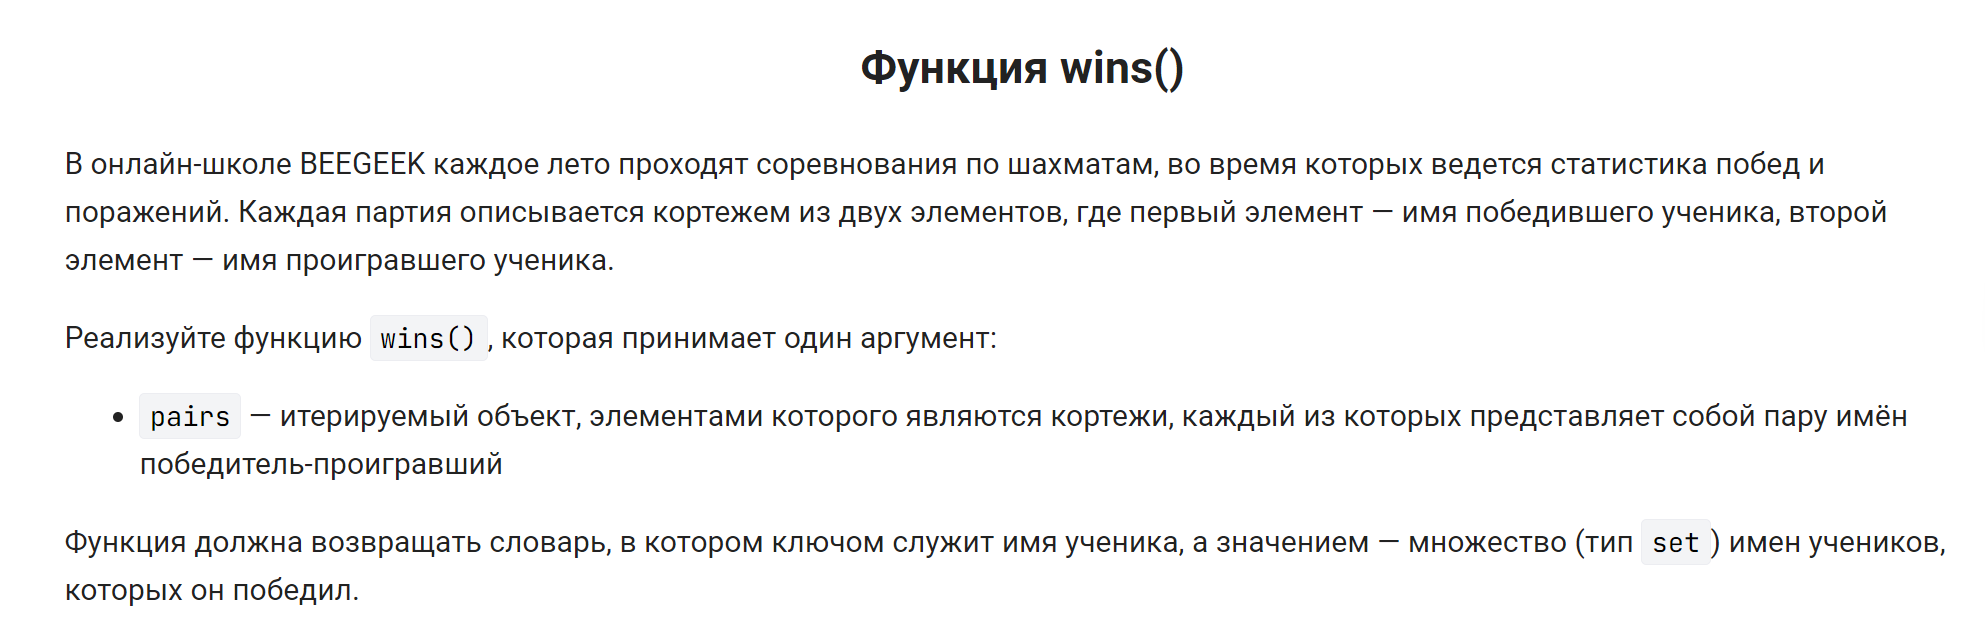 Функция wins()
В онлайн-школе BEEGEEK каждое лето проходят соревнования по шахматам, во время которых ведется статистика побед и
поражений. Каждая партия описывается кортежем из двух элементов, где первый элемент — имя победившего ученика, второй
элемент — имя проигравшего ученика.
Реализуйте функцию wins(), которая принимает один аргумент:
• pairs — итерируемый объект, элементами которого являются кортежи, каждый из которых представляет собой пару имён
победитель-проигравший
Функция должна возвращать словарь, в котором ключом служит имя ученика, а значением — множество (тип set) имен учеников,
которых он победил.